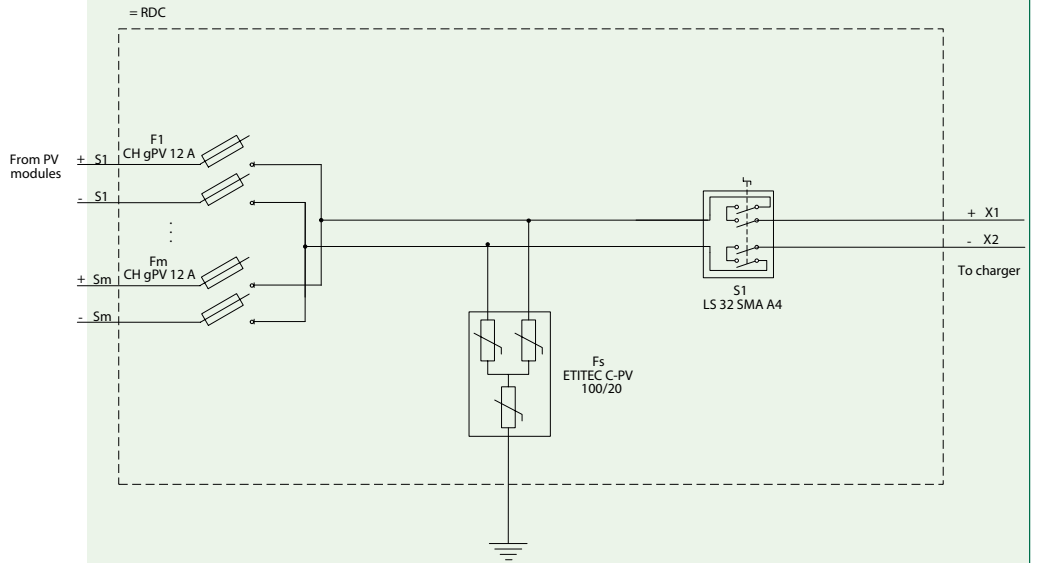 = RDC
F1
CH gPV 12 A
From PV
modules
+ S1
- S1
Fm
CH gPV 12 A
+ Sm
- Sm
+ X1
- X2
To charger
S1
LS 32 SMA A4
Fs
ETITEC C-PV
100/20